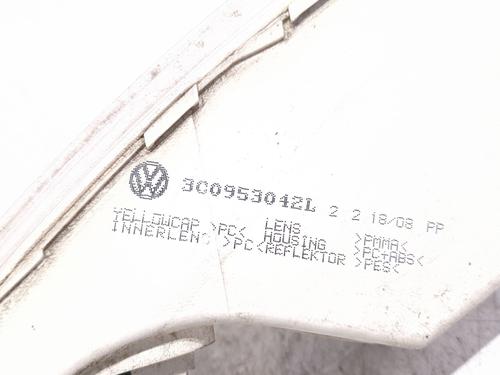 3C0953042L 2 2 18/08 PP
YELLOWCAP >PC< LENS >PMMA<
INNERLENS >PC< HOUSING >PC+ABS<
REFLEKTOR >PES<